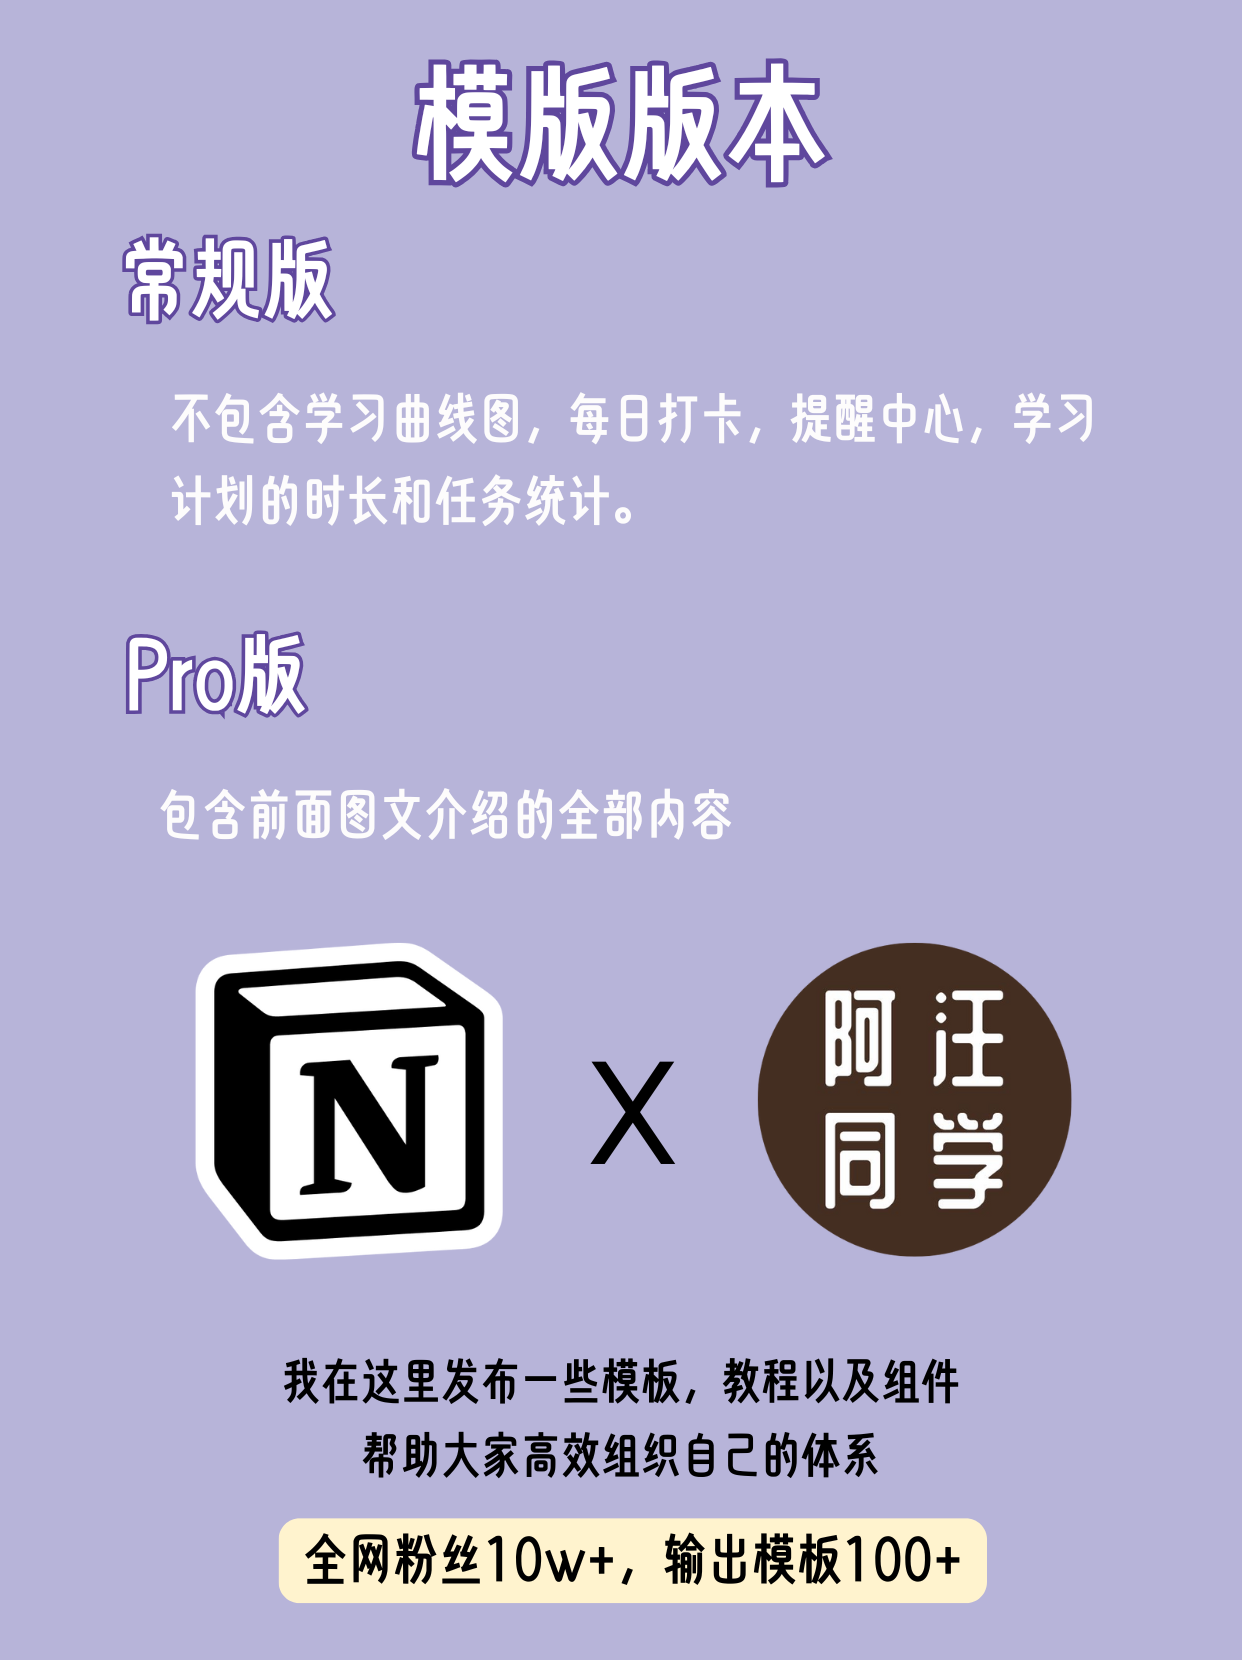 模版版本
常规版
不包含学习曲线图，每日打卡，提醒中心，学习
计划的时长和任务统计。
Pro版
包含前面图文介绍的全部内容
N
X
阿汪
同学
我在这里发布一些模板，教程以及组件
帮助大家高效组织自己的体系
全网粉丝10w+，输出模板100+